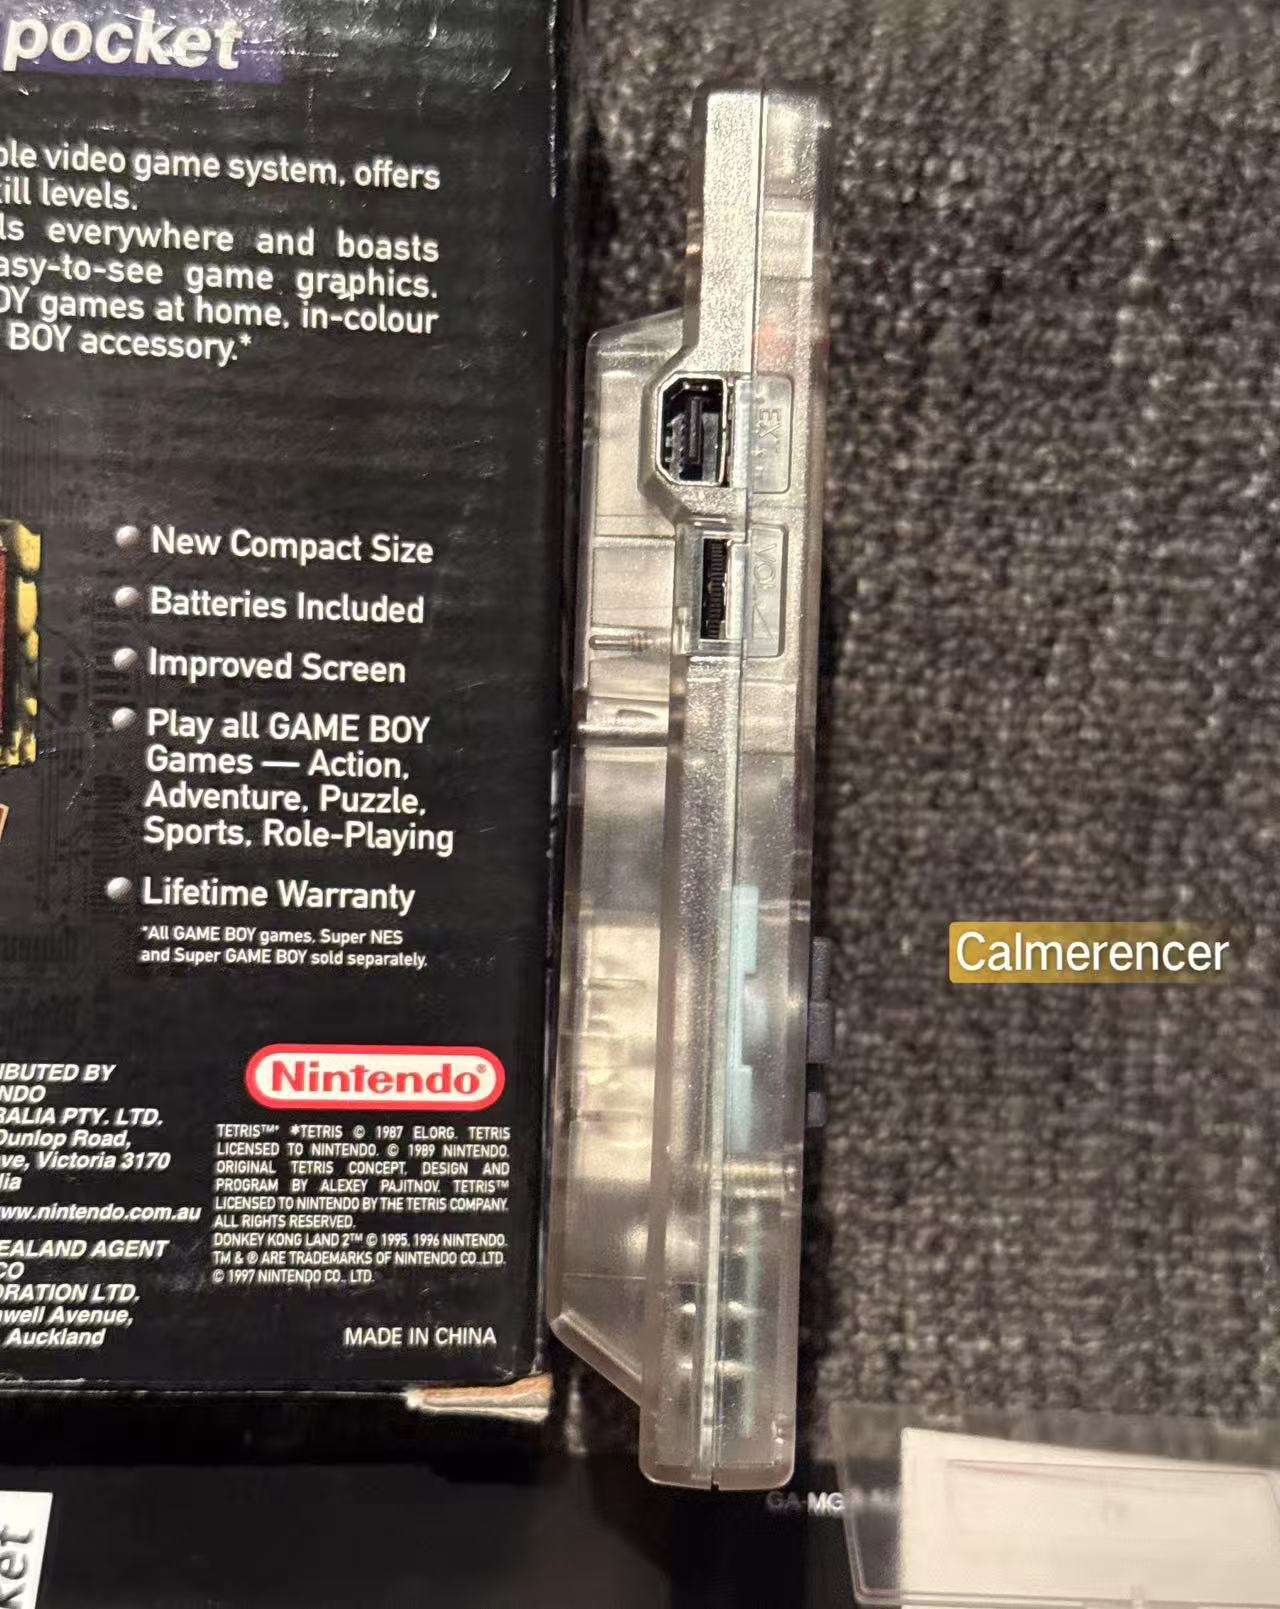 pocket
ble video game system, offers
ill levels.
ls everywhere and boasts
asy-to-see game graphics.
OY games at home, in-colour
BOY accessory.*
New Compact Size
Batteries Included
Improved Screen
Play all GAME BOY
Games — Action,
Adventure, Puzzle,
Sports, Role-Playing
Lifetime Warranty
*All GAME BOY games, Super NES
and Super GAME BOY sold separately.
IBUTED BY
NDO
RALIA PTY. LTD.
Dunlop Road,
ve, Victoria 3170
lia
ww.nintendo.com.au
EALAND AGENT
CO
ORATION LTD.
well Avenue,
Auckland
Nintendo®
TETRIS™* *TETRIS © 1987 ELORG. TETRIS
LICENSED TO NINTENDO. © 1989 NINTENDO.
ORIGINAL TETRIS CONCEPT, DESIGN AND
PROGRAM BY ALEXEY PAJITNOV. TETRIS™
LICENSED TO NINTENDO BY THE TETRIS COMPANY.
ALL RIGHTS RESERVED.
DONKEY KONG LAND 2™ © 1995, 1996 NINTENDO.
TM & ® ARE TRADEMARKS OF NINTENDO CO.,LTD.
© 1997 NINTENDO CO., LTD.
MADE IN CHINA
EXT
VOL
Calmerencer
GA-MG
ket